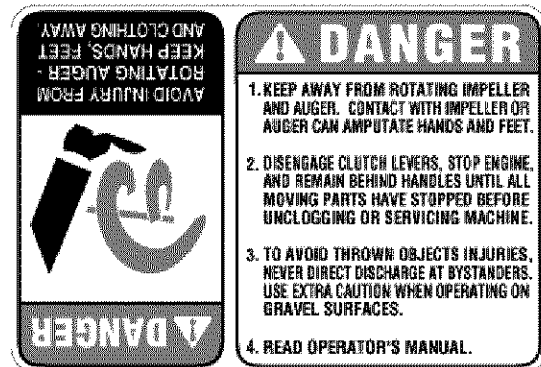 DANGER
AVOID INJURY FROM
ROTATING AUGER -
KEEP HANDS, FEET
AND CLOTHING AWAY.
DANGER
1. KEEP AWAY FROM ROTATING IMPELLER
AND AUGER. CONTACT WITH IMPELLER OR
AUGER CAN AMPUTATE HANDS AND FEET.
2. DISENGAGE CLUTCH LEVERS, STOP ENGINE,
AND REMAIN BEHIND HANDLES UNTIL ALL
MOVING PARTS HAVE STOPPED BEFORE
UNCLOGGING OR SERVICING MACHINE.
3. TO AVOID THROWN OBJECTS INJURIES,
NEVER DIRECT DISCHARGE AT BYSTANDERS.
USE EXTRA CAUTION WHEN OPERATING ON
GRAVEL SURFACES.
4. READ OPERATOR'S MANUAL.